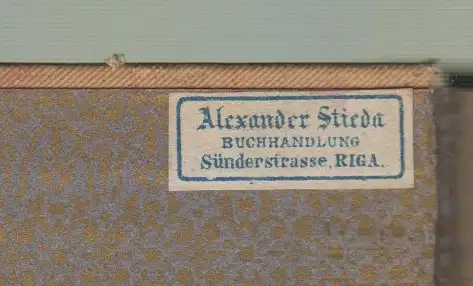 Alexander Stieda
BUCHHANDLUNG
Sünderstrasse, RIGA.